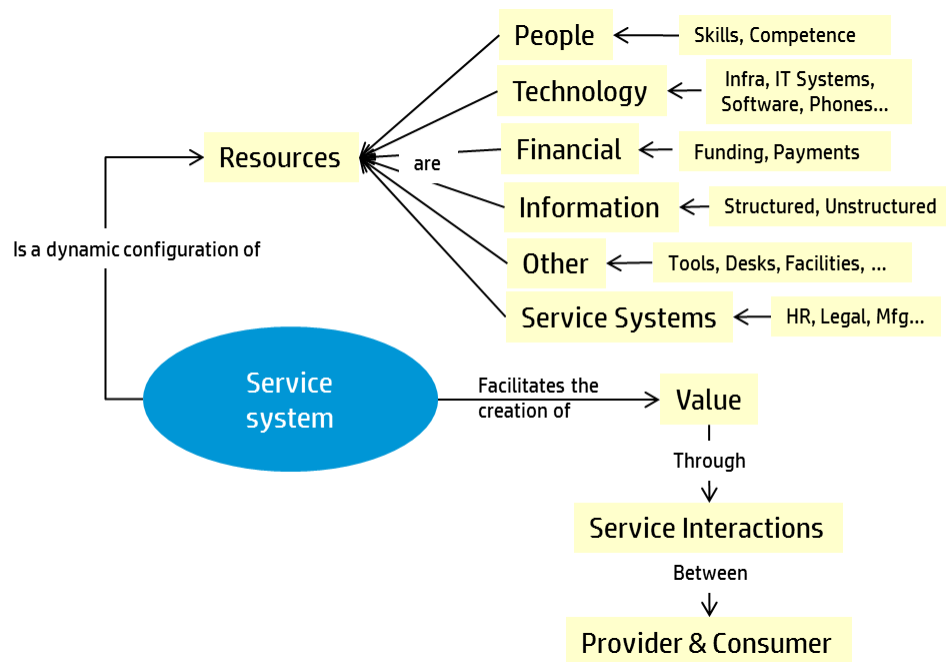 People
Skills, Competence
Technology
Infra, IT Systems,
Software, Phones...
Resources
are
Financial
Funding, Payments
Information
Structured, Unstructured
Is a dynamic configuration of
Other
Tools, Desks, Facilities, ...
Service Systems
HR, Legal, Mfg...
Service
system
Facilitates the
creation of
Value
Through
Service Interactions
Between
Provider & Consumer